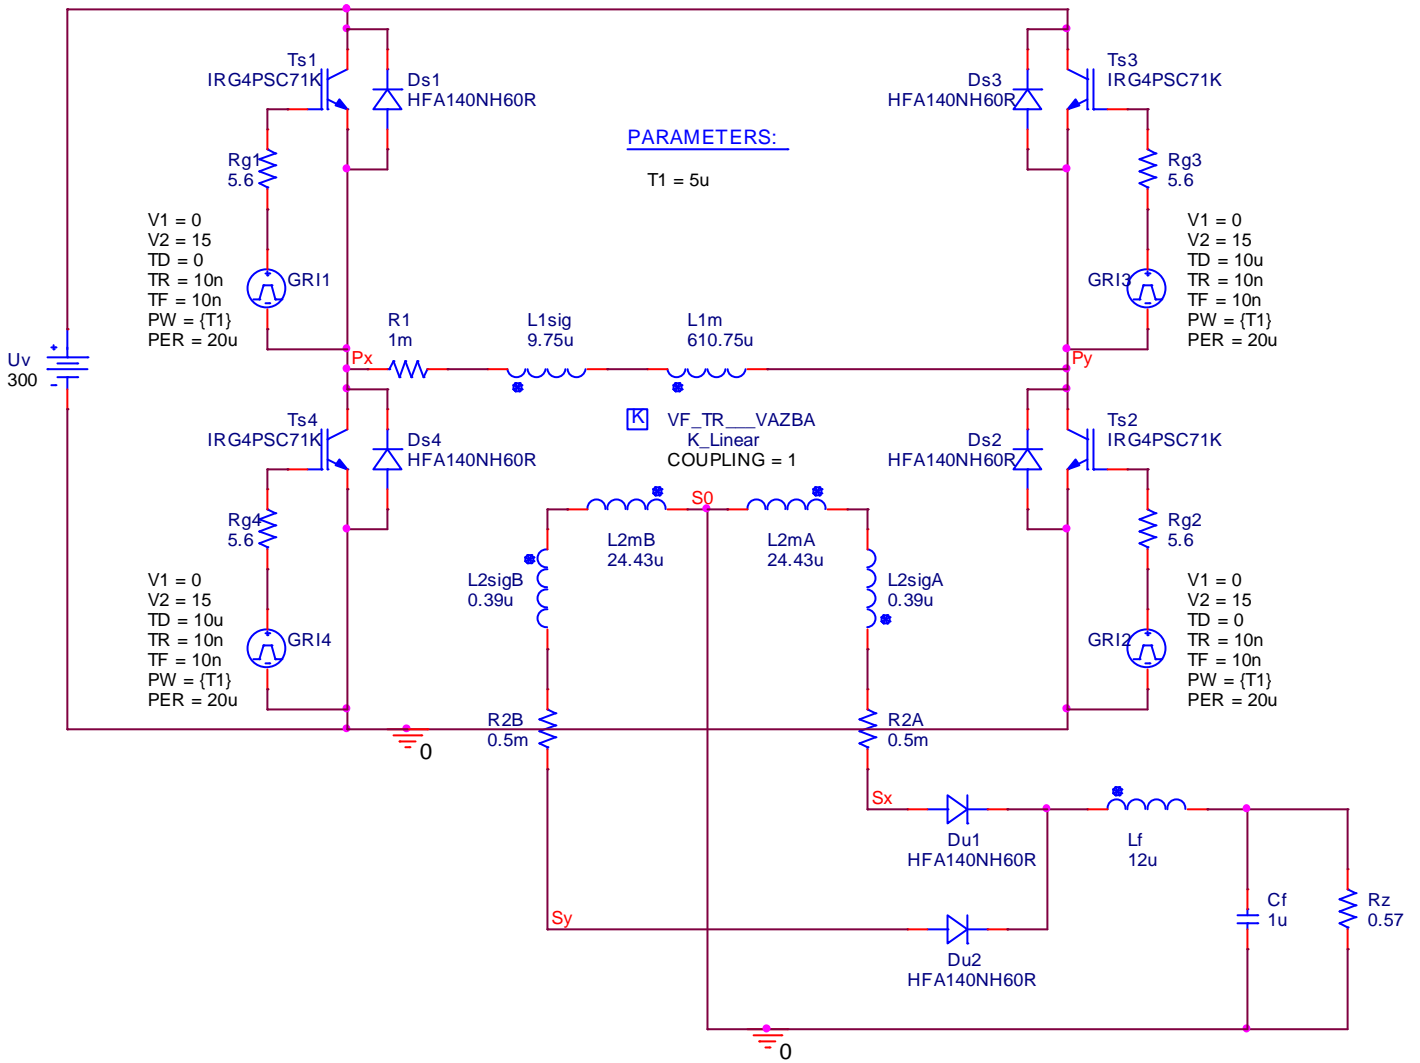 Ts1
IRG4PSC71K
Ds1
HFA140NH60R
Rg1
5.6
V1 = 0
V2 = 15
TD = 0
TR = 10n
TF = 10n
PW = {T1}
PER = 20u
GRI1
PARAMETERS:
T1 = 5u
Ts3
IRG4PSC71K
Ds3
HFA140NH60R
Rg3
5.6
V1 = 0
V2 = 15
TD = 10u
TR = 10n
TF = 10n
PW = {T1}
PER = 20u
GRI3
Uv
300
Px
R1
1m
L1sig
9.75u
L1m
610.75u
Py
K
VF_TR___VAZBA
K_Linear
COUPLING = 1
Ts4
IRG4PSC71K
Ds4
HFA140NH60R
Rg4
5.6
V1 = 0
V2 = 15
TD = 10u
TR = 10n
TF = 10n
PW = {T1}
PER = 20u
GRI4
Ts2
IRG4PSC71K
Ds2
HFA140NH60R
Rg2
5.6
V1 = 0
V2 = 15
TD = 0
TR = 10n
TF = 10n
PW = {T1}
PER = 20u
GRI2
S0
L2mB
24.43u
L2mA
24.43u
L2sigB
0.39u
L2sigA
0.39u
R2B
0.5m
R2A
0.5m
0
Sx
Du1
HFA140NH60R
Lf
12u
Sy
Du2
HFA140NH60R
Cf
1u
Rz
0.57
0